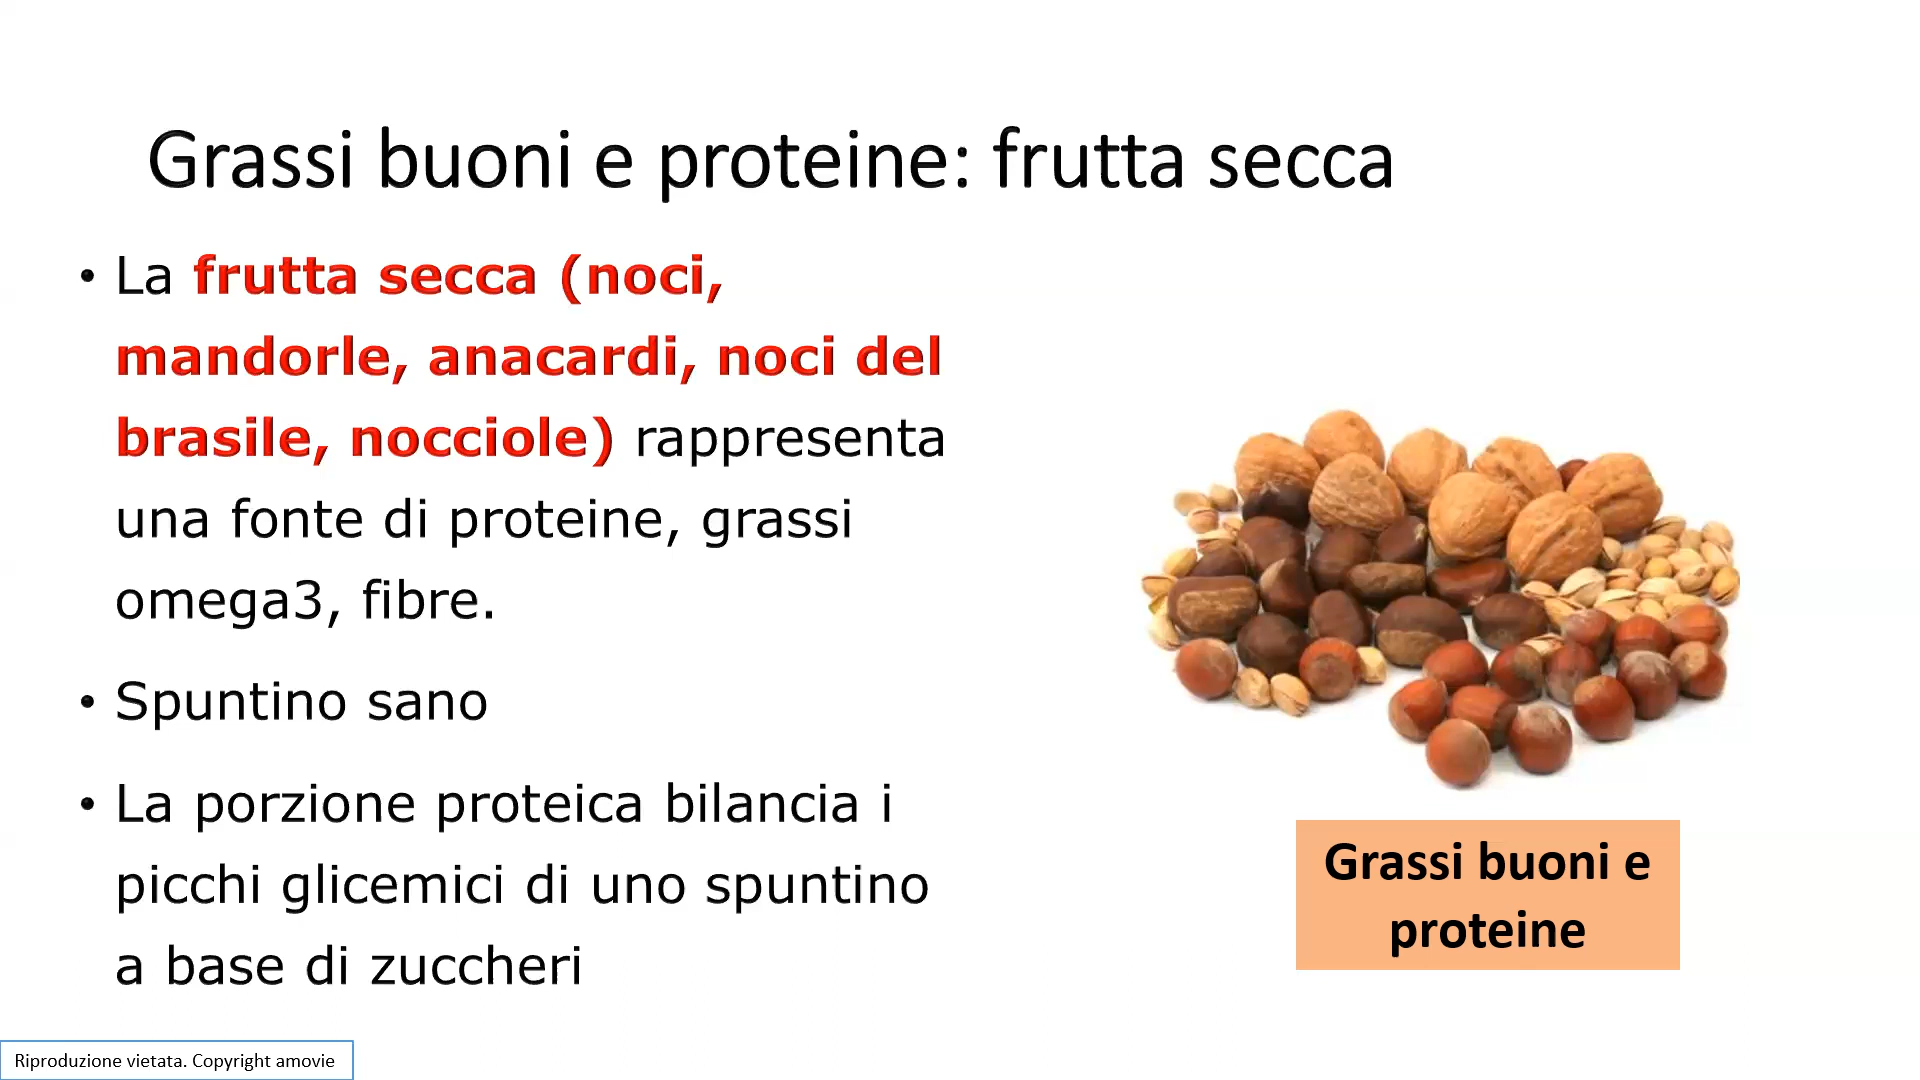 Grassi buoni e proteine: frutta secca
• La frutta secca (noci,
mandorle, anacardi, noci del
brasile, nocciole) rappresenta
una fonte di proteine, grassi
omega3, fibre.
• Spuntino sano
• La porzione proteica bilancia i
picchi glicemici di uno spuntino
a base di zuccheri
Grassi buoni e
proteine
Riproduzione vietata. Copyright amovie